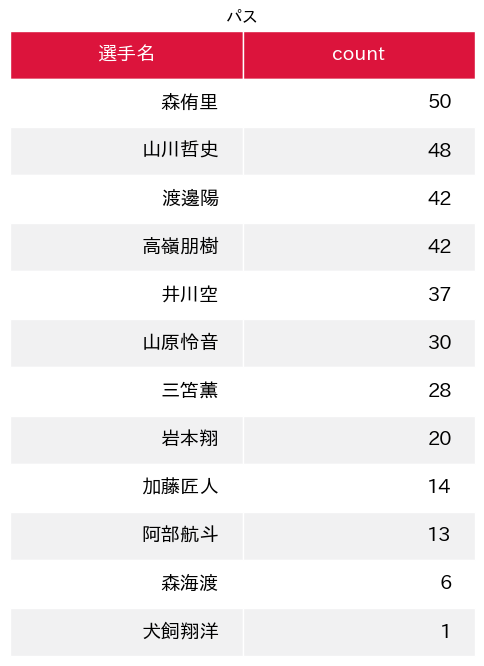 パス
選手名 count
森侑里 50
山川哲史 48
渡邊陽 42
高嶺朋樹 42
井川空 37
山原怜音 30
三笘薫 28
岩本翔 20
加藤匠人 14
阿部航斗 13
森海渡 6
犬飼翔洋 1